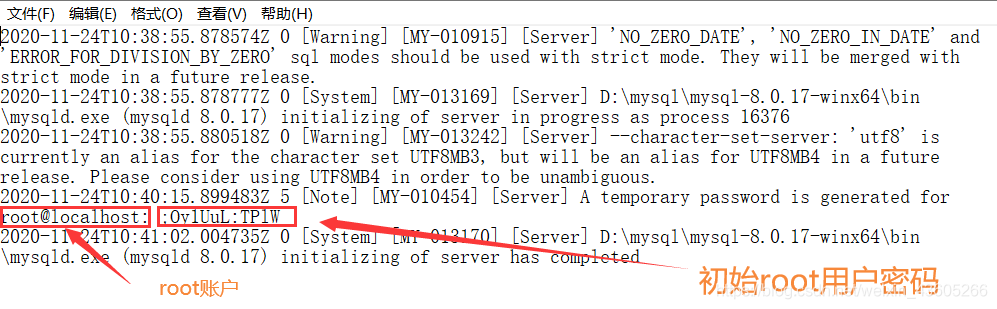 文件(F) 编辑(E) 格式(O) 查看(V) 帮助(H)
2020-11-24T10:38:55.878574Z 0 [Warning] [MY-010915] [Server] 'NO_ZERO_DATE', 'NO_ZERO_IN_DATE' and
'ERROR_FOR_DIVISION_BY_ZERO' sql modes should be used with strict mode. They will be merged with
strict mode in a future release.
2020-11-24T10:38:55.878777Z 0 [System] [MY-013169] [Server] D:\mysql\mysql-8.0.17-winx64\bin
\mysqld.exe (mysqld 8.0.17) initializing of server in progress as process 16376
2020-11-24T10:38:55.880518Z 0 [Warning] [MY-013242] [Server] --character-set-server: 'utf8' is
currently an alias for the character set UTF8MB3, but will be an alias for UTF8MB4 in a future
release. Please consider using UTF8MB4 in order to be unambiguous.
2020-11-24T10:40:15.899483Z 5 [Note] [MY-010454] [Server] A temporary password is generated for
root@localhost: ;OvlUuL:TPlW
2020-11-24T10:41:02.004735Z 0 [System] [MY-013170] [Server] D:\mysql\mysql-8.0.17-winx64\bin
\mysqld.exe (mysqld 8.0.17) initializing of server has completed
root账户
初始root用户密码